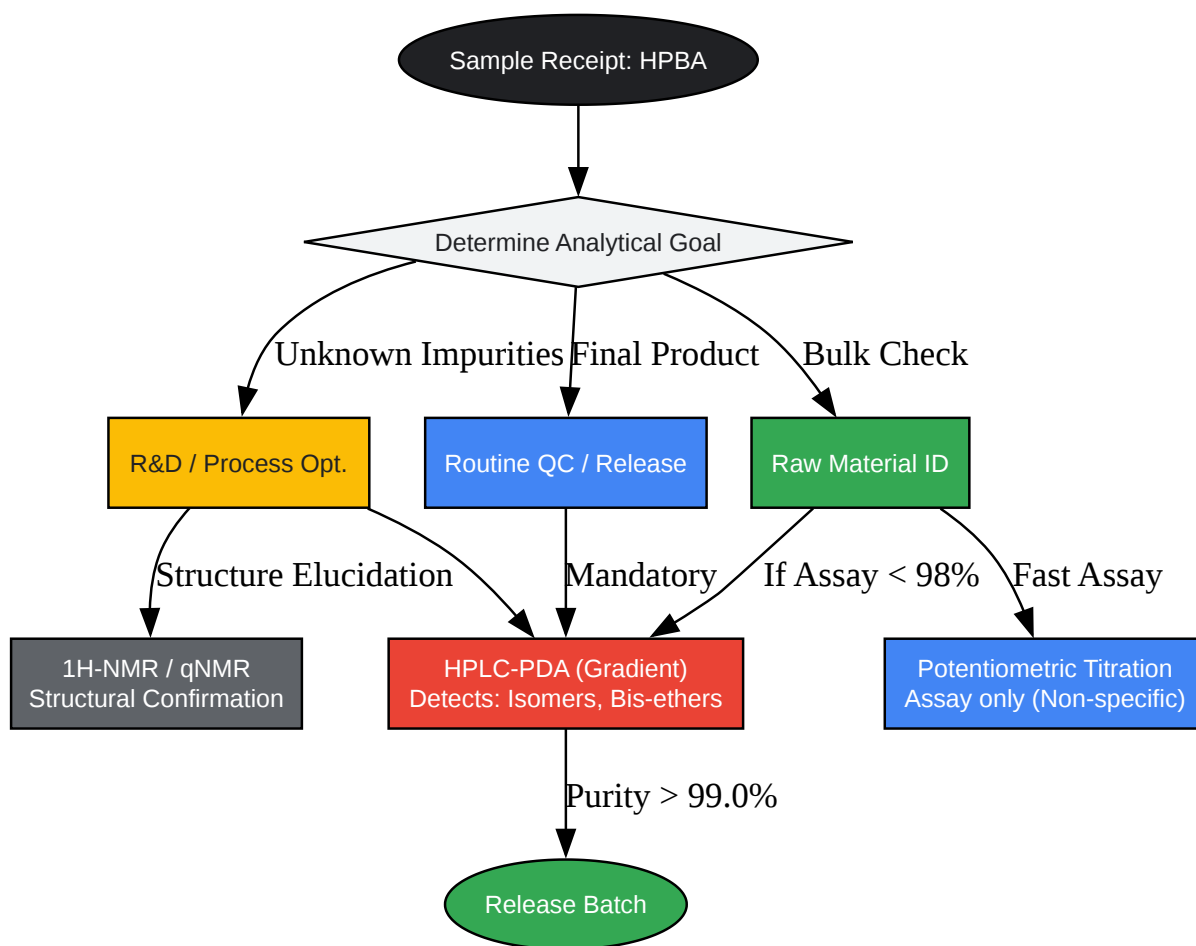 Sample Receipt: HPBA
Determine Analytical Goal
Unknown Impurities
Final Product
Bulk Check
R&D / Process Opt.
Routine QC / Release
Raw Material ID
Structure Elucidation
Mandatory
If Assay < 98%
Fast Assay
1H-NMR / qNMR
Structural Confirmation
HPLC-PDA (Gradient)
Detects: Isomers, Bis-ethers
Potentiometric Titration
Assay only (Non-specific)
Purity > 99.0%
Release Batch